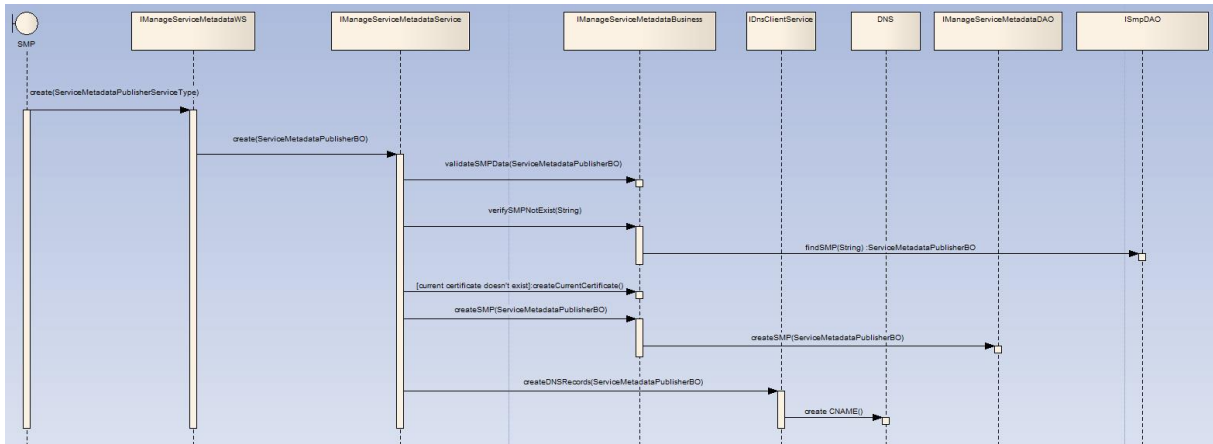 SMP
IManageServiceMetadataWS
IManageServiceMetadataService
IManageServiceMetadataBusiness
IDnsClientService
DNS
IManageServiceMetadataDAO
ISmpDAO
create(ServiceMetadataPublisherServiceType)
create(ServiceMetadataPublisherBO)
validateSMPData(ServiceMetadataPublisherBO)
verifySMPNotExist(String)
findSMP(String) :ServiceMetadataPublisherBO
[current certificate doesn't exist]:createCurrentCertificate()
createSMP(ServiceMetadataPublisherBO)
createSMP(ServiceMetadataPublisherBO)
createDNSRecords(ServiceMetadataPublisherBO)
create CNAME()